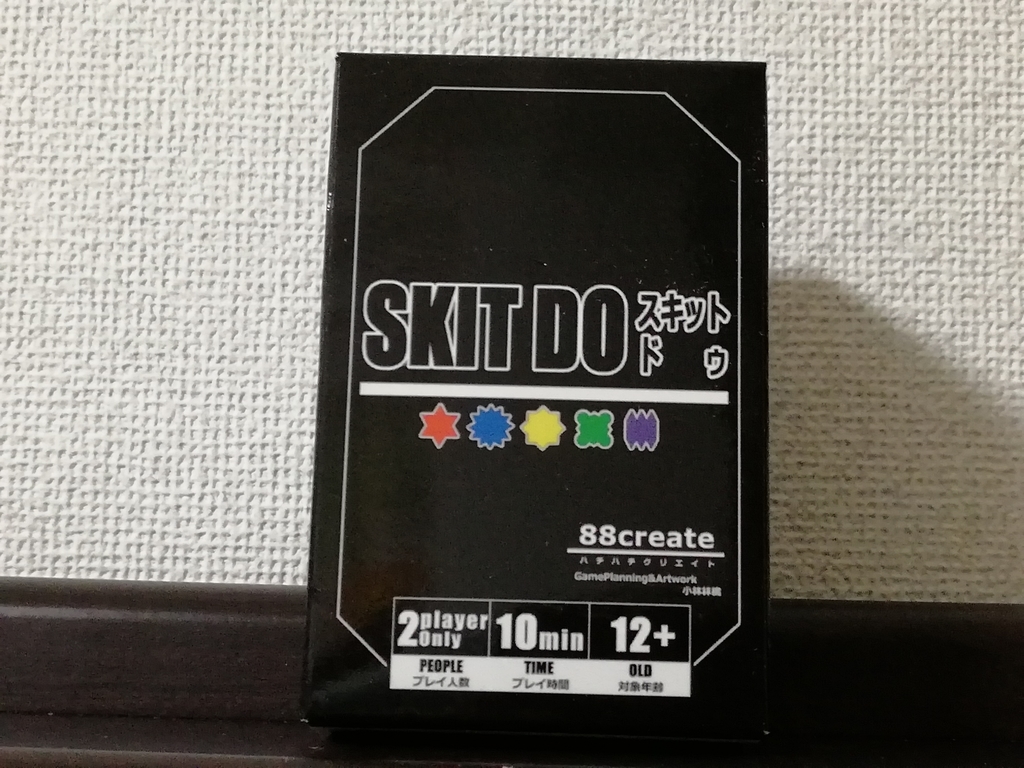 SKIT DO スキット
ドゥ
88create
ハチハチクリエイト
GamePlanning&Artwork
2player Only
10min
12+
PEOPLE
TIME
OLD
プレイ人数
プレイ時間
対象年齢